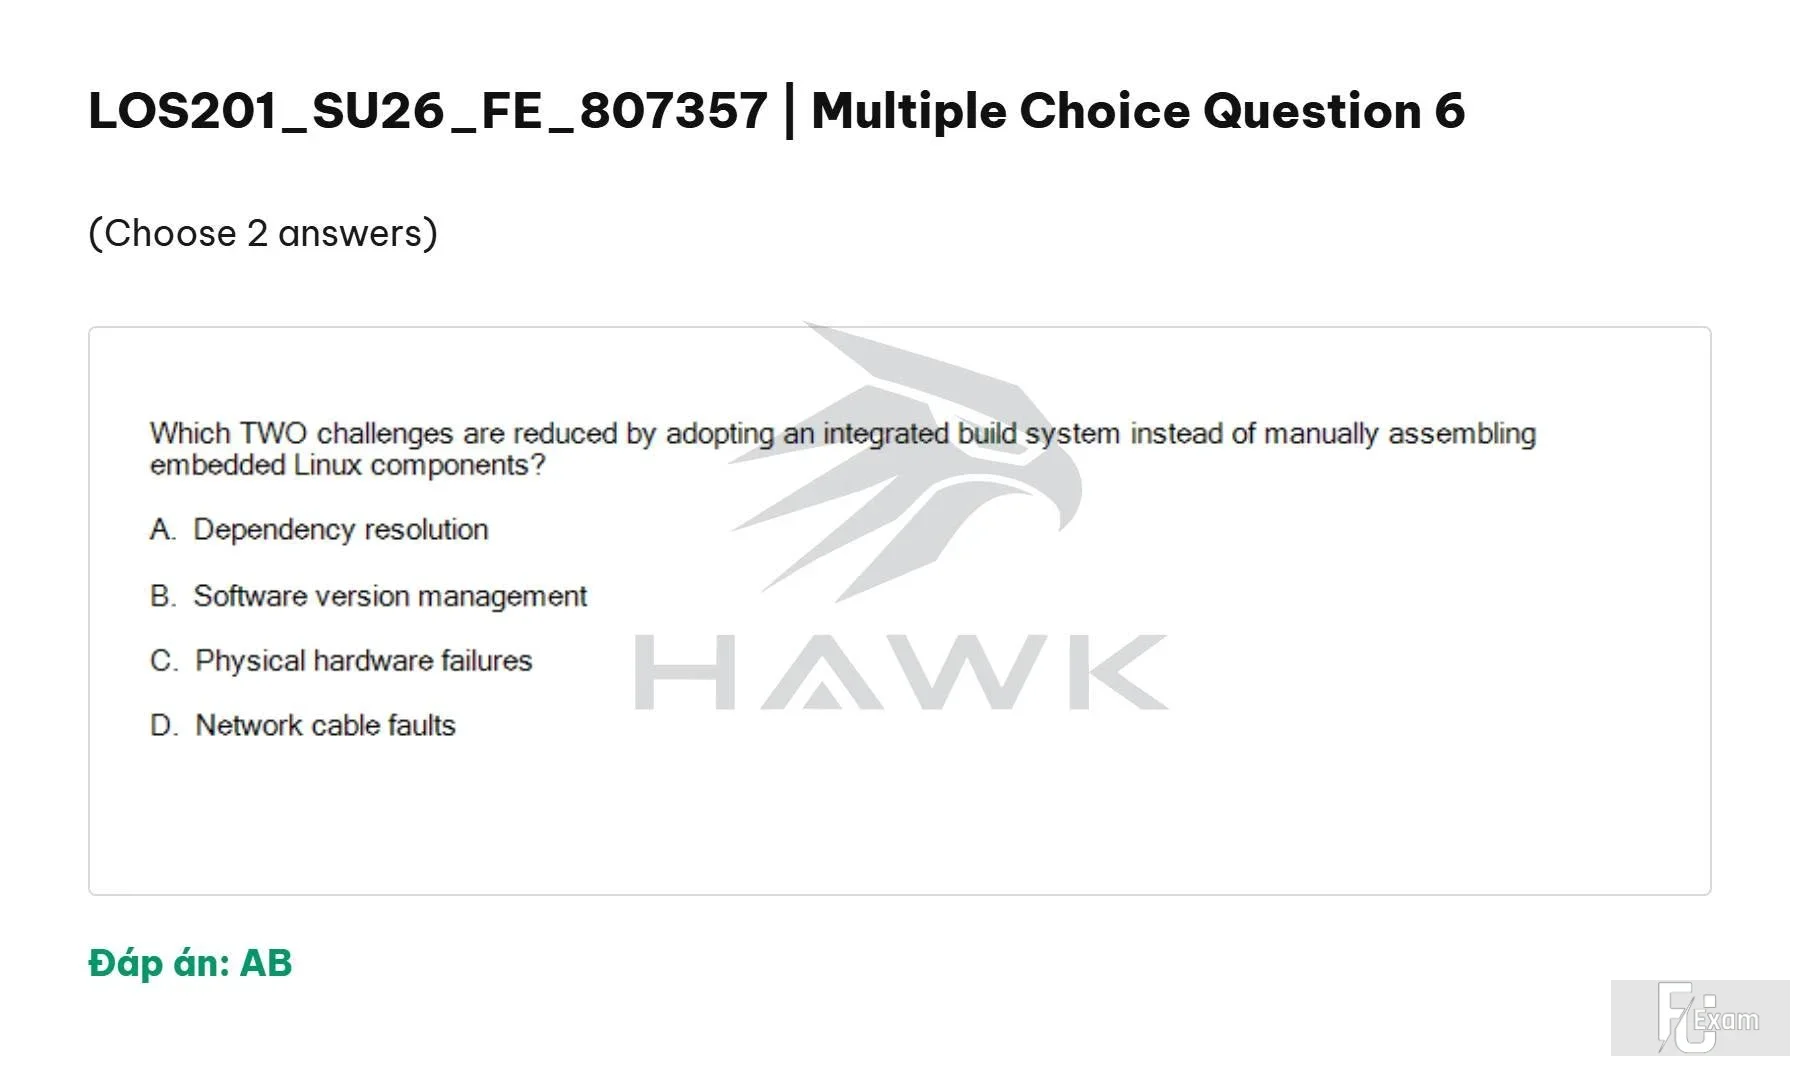 LOS201_SU26_FE_807357 | Multiple Choice Question 6
(Choose 2 answers)
Which TWO challenges are reduced by adopting an integrated build system instead of manually assembling
embedded Linux components?
A. Dependency resolution
B. Software version management
C. Physical hardware failures
D. Network cable faults
HAWK
Đáp án: AB
FU Exam